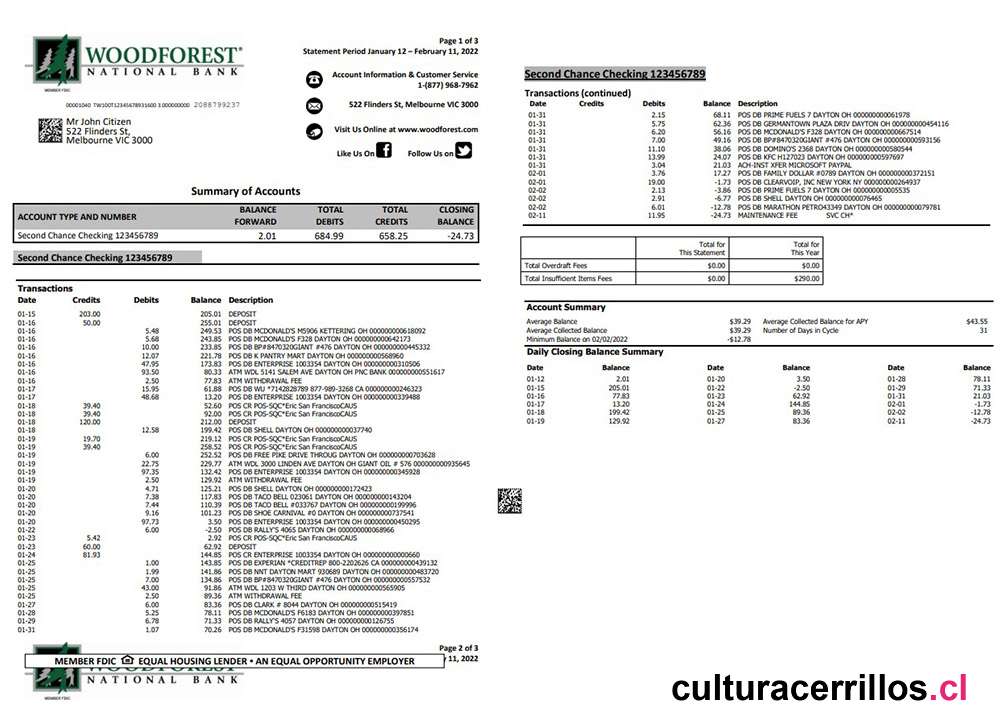 WOODFOREST®
NATIONAL BANK
MEMBER FDIC
Page 1 of 3
Statement Period January 12 – February 11, 2022
Account Information & Customer Service
1-(877) 968-7962
522 Flinders St, Melbourne VIC 3000
Visit Us Online at www.woodforest.com
Like Us On Follow Us on
00001040 TW100T12345678931600 3.000000000 2088799237
Mr John Citizen
522 Flinders St,
Melbourne VIC 3000
Summary of Accounts
ACCOUNT TYPE AND NUMBER BALANCE FORWARD TOTAL DEBITS TOTAL CREDITS CLOSING BALANCE
Second Chance Checking 123456789 2.01 684.99 658.25 -24.73
Second Chance Checking 123456789
Transactions
Date Credits Debits Balance Description
01-15 203.00 205.01 DEPOSIT
01-16 50.00 255.01 DEPOSIT
01-16 5.48 249.53 POS DB MCDONALD'S M5906 KETTERING OH 000000000618092
01-16 5.68 243.85 POS DB MCDONALD'S F328 DAYTON OH 000000000642173
01-16 10.00 233.85 POS DB BP#8470320GIANT #476 DAYTON OH 000000000445332
01-16 12.07 221.78 POS DB K PANTRY MART DAYTON OH 000000000568960
01-16 47.95 173.83 POS DB ENTERPRISE 1003354 DAYTON OH 000000000310506
01-16 93.50 80.33 ATM WDL 5141 SALEM AVE DAYTON OH PNC BANK 00000000551617
01-16 2.50 77.83 ATM WITHDRAWAL FEE
01-17 15.95 61.88 POS DB WU *7142828789 877-989-3268 CA 000000000246323
01-17 48.68 13.20 POS DB ENTERPRISE 1003354 DAYTON OH 000000000339488
01-18 39.40 52.60 POS CR POS-SQC*Eric San FranciscoCAUS
01-18 39.40 92.00 POS CR POS-SQC*Eric San FranciscoCAUS
01-18 120.00 212.00 DEPOSIT
01-18 12.58 199.42 POS DB SHELL DAYTON OH 000000000037740
01-19 19.70 219.12 POS CR POS-SQC*Eric San FranciscoCAUS
01-19 39.40 258.52 POS CR POS-SQC*Eric San FranciscoCAUS
01-19 6.00 252.52 POS DB FREE PIKE DRIVE THROUG DAYTON OH 000000000703628
01-19 22.75 229.77 ATM WDL 3000 LINDEN AVE DAYTON OH GIANT OIL # 576 000000000935645
01-19 97.35 132.42 POS DB ENTERPRISE 1003354 DAYTON OH 000000000345928
01-19 2.50 129.92 ATM WITHDRAWAL FEE
01-20 4.71 125.21 POS DB SHELL DAYTON OH 000000000172423
01-20 7.38 117.83 POS DB TACO BELL 023061 DAYTON OH 000000000143204
01-20 7.44 110.39 POS DB TACO BELL #033767 DAYTON OH 000000000199996
01-20 9.16 101.23 POS DB SHOE CARNIVAL #0 DAYTON OH 000000000737541
01-20 97.73 3.50 POS DB ENTERPRISE 1003354 DAYTON OH 000000000450295
01-22 6.00 -2.50 POS DB RALLY'S 4065 DAYTON OH 000000000068966
01-23 5.42 2.92 POS CR POS-SQC*Eric San FranciscoCAUS
01-23 60.00 62.92 DEPOSIT
01-24 81.93 144.85 POS CR ENTERPRISE 1003354 DAYTON OH 000000000000660
01-25 1.00 143.85 POS DB EXPERIAN *CREDITREP 800-2202626 CA 000000000439132
01-25 1.99 141.86 POS DB NNT DAYTON MART 930689 DAYTON OH 000000000483720
01-25 7.00 134.86 POS DB BP#8470320GIANT #476 DAYTON OH 000000000557532
01-25 43.00 91.86 ATM WDL 1203 W THIRD DAYTON OH 000000000565905
01-25 2.50 89.36 ATM WITHDRAWAL FEE
01-27 6.00 83.36 POS DB CLARK # 8044 DAYTON OH 000000000515419
01-28 5.25 78.11 POS DB MCDONALD'S F6183 DAYTON OH 000000000397851
01-29 6.78 71.33 POS DB RALLY'S 4057 DAYTON OH 000000000126755
01-31 1.07 70.26 POS DB MCDONALD'S F31598 DAYTON OH 000000000356174
Page 2 of 3
11, 2022
MEMBER FDIC EQUAL HOUSING LENDER • AN EQUAL OPPORTUNITY EMPLOYER
WOODFOREST
NATIONAL BANK
MEMBER FDIC
Second Chance Checking 123456789
Transactions (continued)
Date Credits Debits Balance Description
01-31 2.15 68.11 POS DB PRIME FUELS 7 DAYTON OH 000000000061978
01-31 5.75 62.36 POS DB GERMANTOWN PLAZA DRIV DAYTON OH 000000000454116
01-31 6.20 56.16 POS DB MCDONALD'S F328 DAYTON OH 000000000667514
01-31 7.00 49.16 POS DB BP#8470320GIANT #476 DAYTON OH 000000000593156
01-31 11.10 38.06 POS DB DOMINO'S 2368 DAYTON OH 000000000580544
01-31 13.99 24.07 POS DB KFC H127023 DAYTON OH 000000000597697
01-31 3.04 21.03 ACH-INST XFER MICROSOFT PAYPAL
02-01 3.76 17.27 POS DB FAMILY DOLLAR #0789 DAYTON OH 000000000372151
02-01 19.00 -1.73 POS DB CLEARVOIP, INC NEW YORK NY 000000000264937
02-02 2.13 -3.86 POS DB PRIME FUELS 7 DAYTON OH 000000000005535
02-02 2.91 -6.77 POS DB SHELL DAYTON OH 000000000076465
02-02 6.01 -12.78 POS DB MARATHON PETRO43349 DAYTON OH 000000000079781
02-11 11.95 -24.73 MAINTENANCE FEE SVC CH*
Total for This Statement Total for This Year
Total Overdraft Fees $0.00 $0.00
Total Insufficient Items Fees $0.00 $290.00
Account Summary
Average Balance $39.29 Average Collected Balance for APY $43.55
Average Collected Balance $39.29 Number of Days in Cycle 31
Minimum Balance on 02/02/2022 -$12.78
Daily Closing Balance Summary
Date Balance Date Balance Date Balance
01-12 2.01 01-20 3.50 01-28 78.11
01-15 205.01 01-22 -2.50 01-29 71.33
01-16 77.83 01-23 62.92 01-31 21.03
01-17 13.20 01-24 144.85 02-01 -1.73
01-18 199.42 01-25 89.36 02-02 -12.78
01-19 129.92 01-27 83.36 02-11 -24.73
culturacerrillos.cl